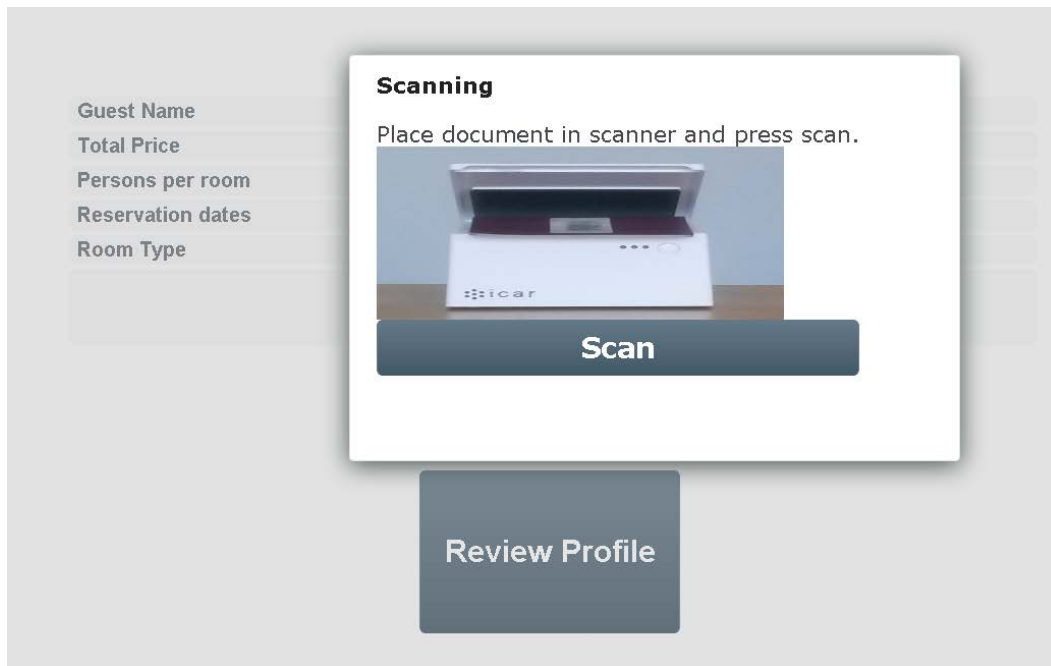 Scanning
Place document in scanner and press scan.
icar
Scan
Guest Name
Total Price
Persons per room
Reservation dates
Room Type
Review Profile